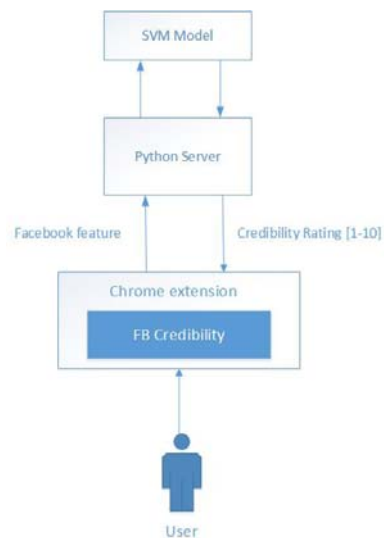 SVM Model
Python Server
Facebook feature
Credibility Rating [1-10]
Chrome extension
FB Credibility
User